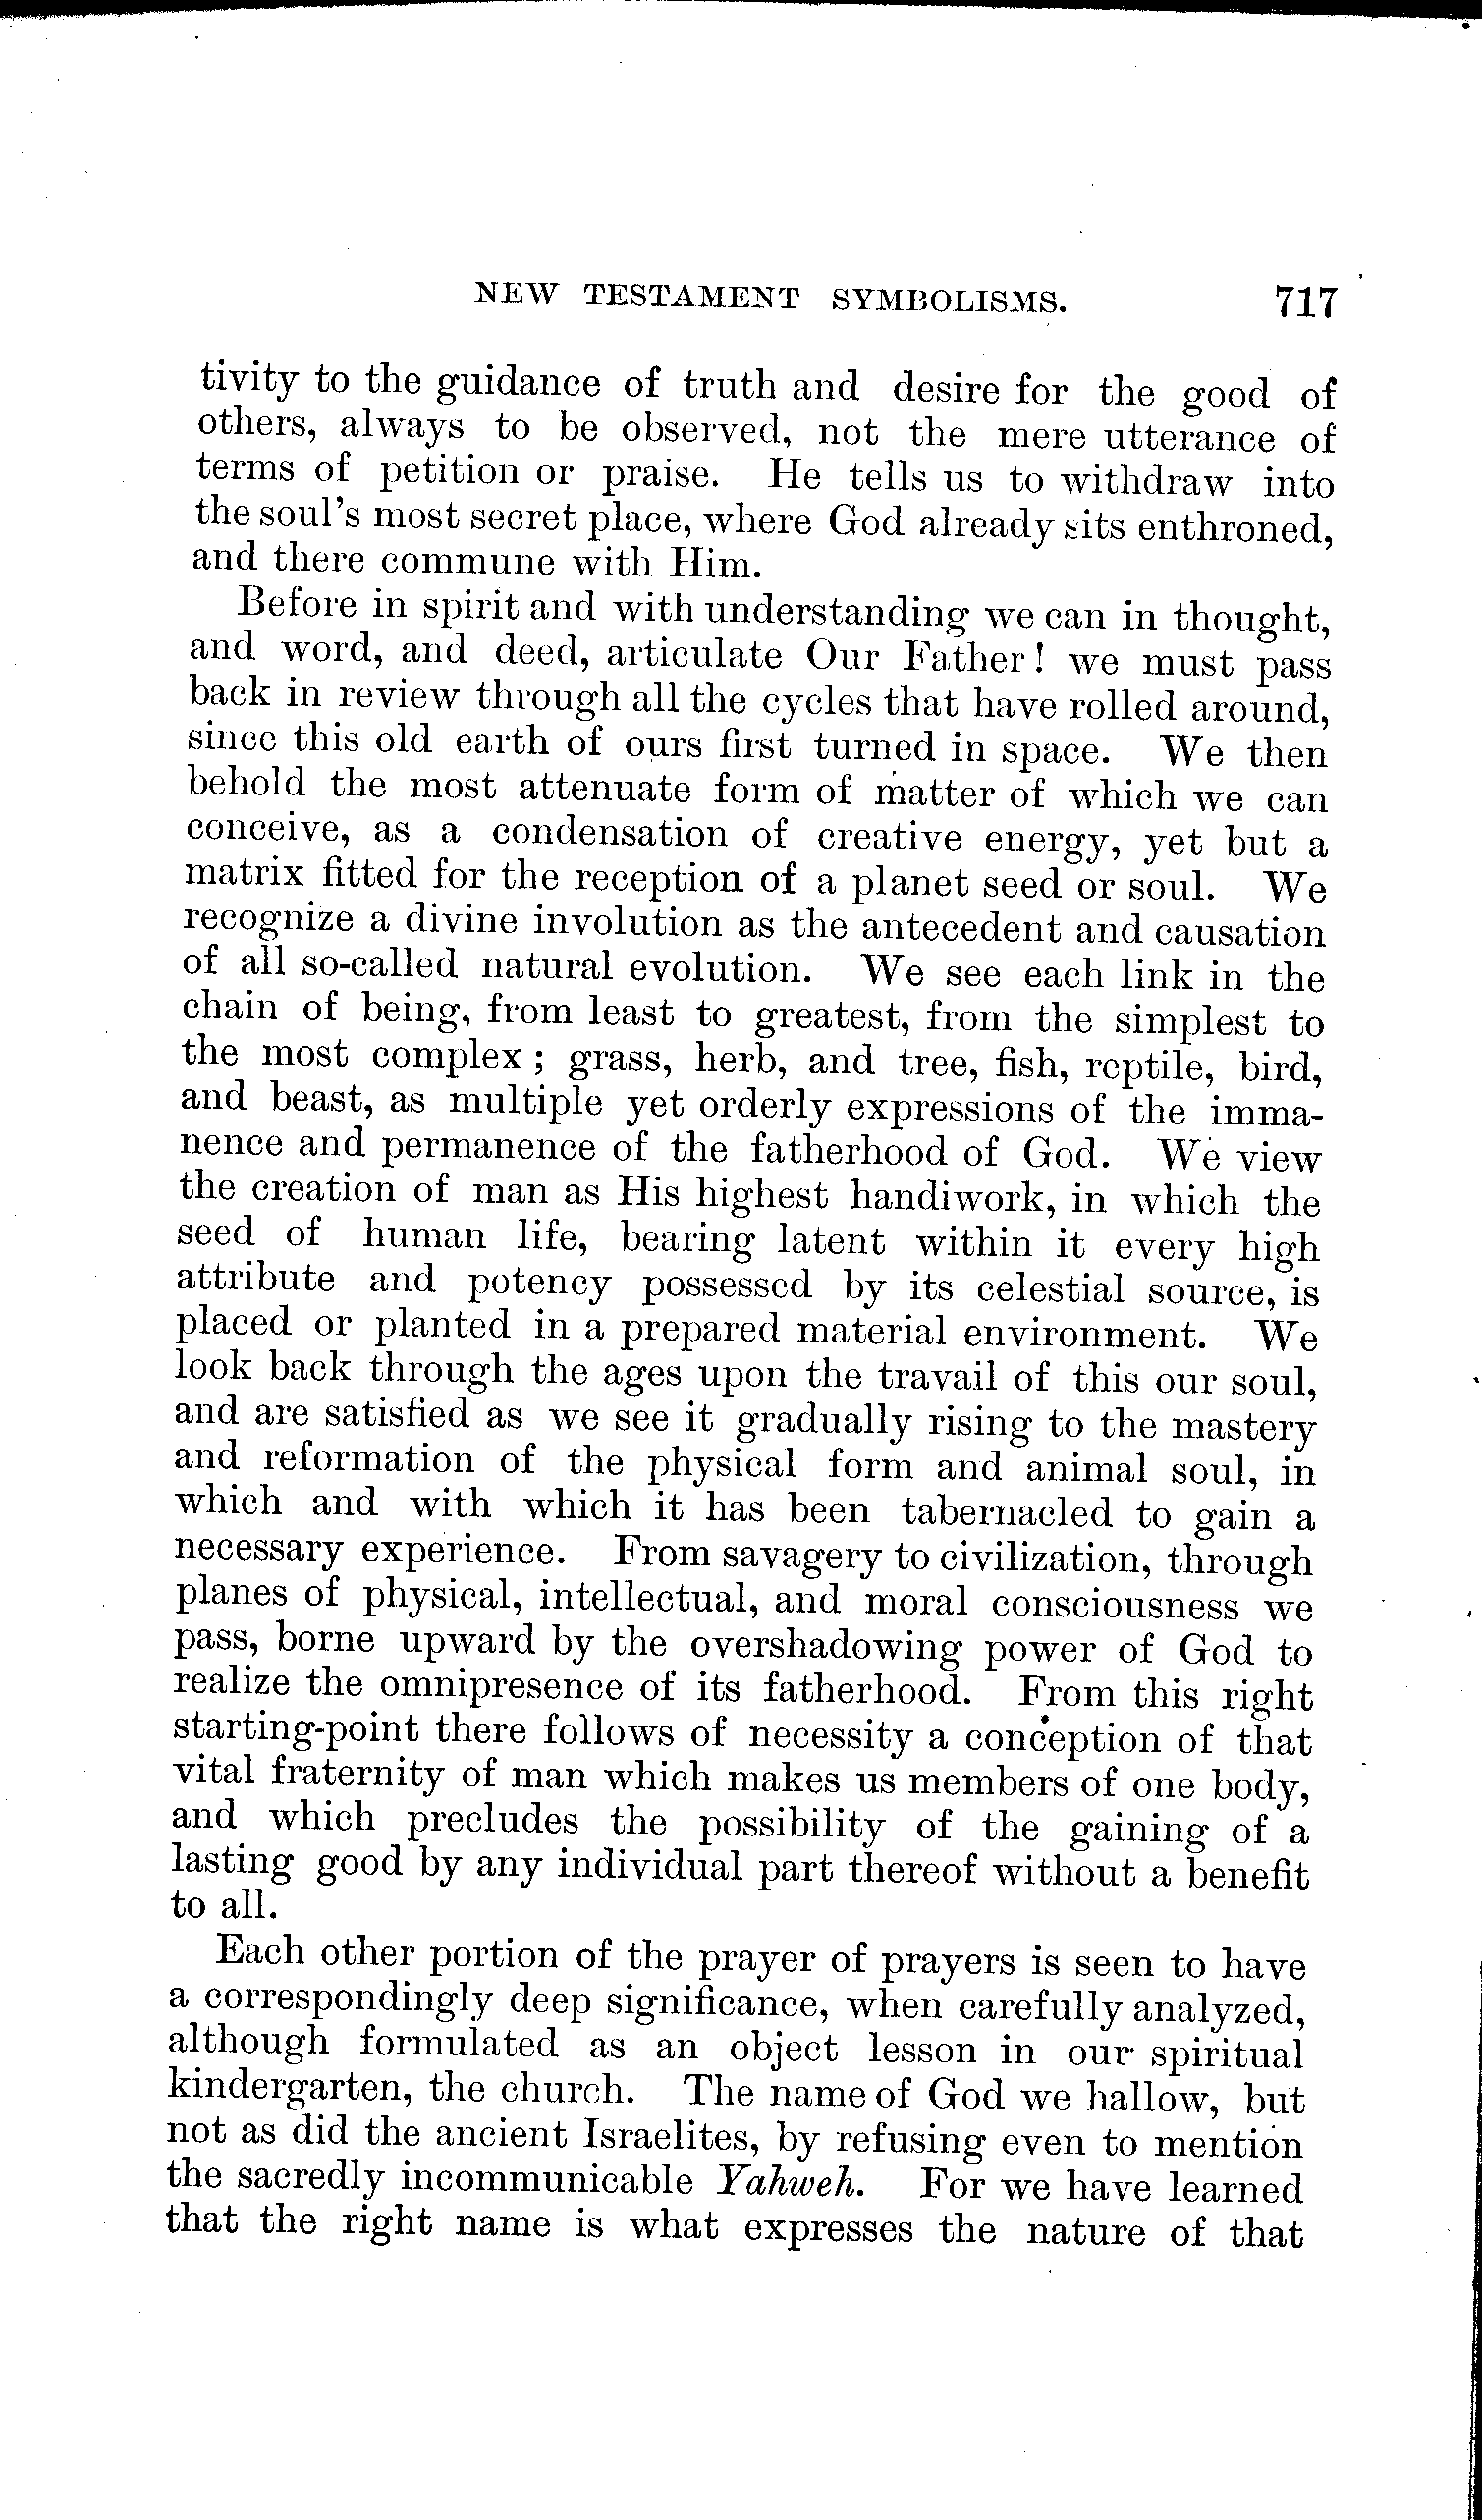 NEW TESTAMENT SYMBOLISMS. 717
tivity to the guidance of truth and desire for the good of
others, always to be observed, not the mere utterance of
terms of petition or praise. He tells us to withdraw into
the soul's most secret place, where God already sits enthroned,
and there commune with Him.
Before in spirit and with understanding we can in thought,
and word, and deed, articulate Our Father! we must pass
back in review through all the cycles that have rolled around,
since this old earth of ours first turned in space. We then
behold the most attenuate form of matter of which we can
conceive, as a condensation of creative energy, yet but a
matrix fitted for the reception of a planet seed or soul. We
recognize a divine involution as the antecedent and causation
of all so-called natural evolution. We see each link in the
chain of being, from least to greatest, from the simplest to
the most complex; grass, herb, and tree, fish, reptile, bird,
and beast, as multiple yet orderly expressions of the imma-
nence and permanence of the fatherhood of God. We view
the creation of man as His highest handiwork, in which the
seed of human life, bearing latent within it every high
attribute and potency possessed by its celestial source, is
placed or planted in a prepared material environment. We
look back through the ages upon the travail of this our soul,
and are satisfied as we see it gradually rising to the mastery
and reformation of the physical form and animal soul, in
which and with which it has been tabernacled to gain a
necessary experience. From savagery to civilization, through
planes of physical, intellectual, and moral consciousness we
pass, borne upward by the overshadowing power of God to
realize the omnipresence of its fatherhood. From this right
starting-point there follows of necessity a conception of that
vital fraternity of man which makes us members of one body,
and which precludes the possibility of the gaining of a
lasting good by any individual part thereof without a benefit
to all.
Each other portion of the prayer of prayers is seen to have
a correspondingly deep significance, when carefully analyzed,
although formulated as an object lesson in our spiritual
kindergarten, the church. The name of God we hallow, but
not as did the ancient Israelites, by refusing even to mention
the sacredly incommunicable Yahweh. For we have learned
that the right name is what expresses the nature of that